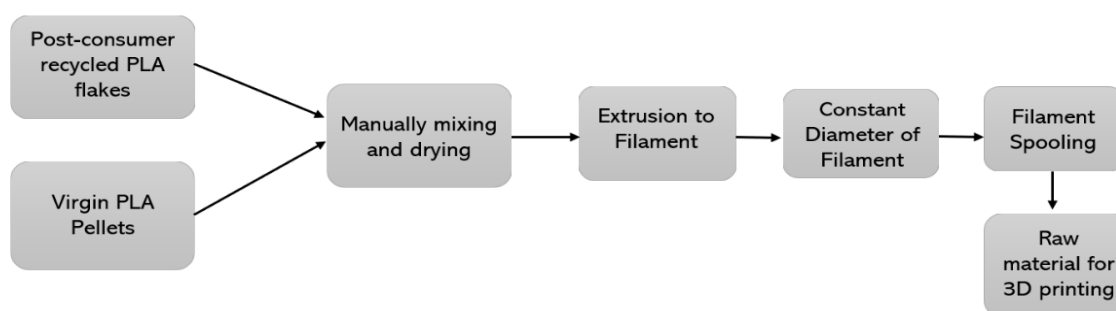 Post-consumer
recycled PLA
flakes
Virgin PLA
Pellets
Manually mixing
and drying
Extrusion to
Filament
Constant
Diameter of
Filament
Filament
Spooling
Raw
material for
3D printing